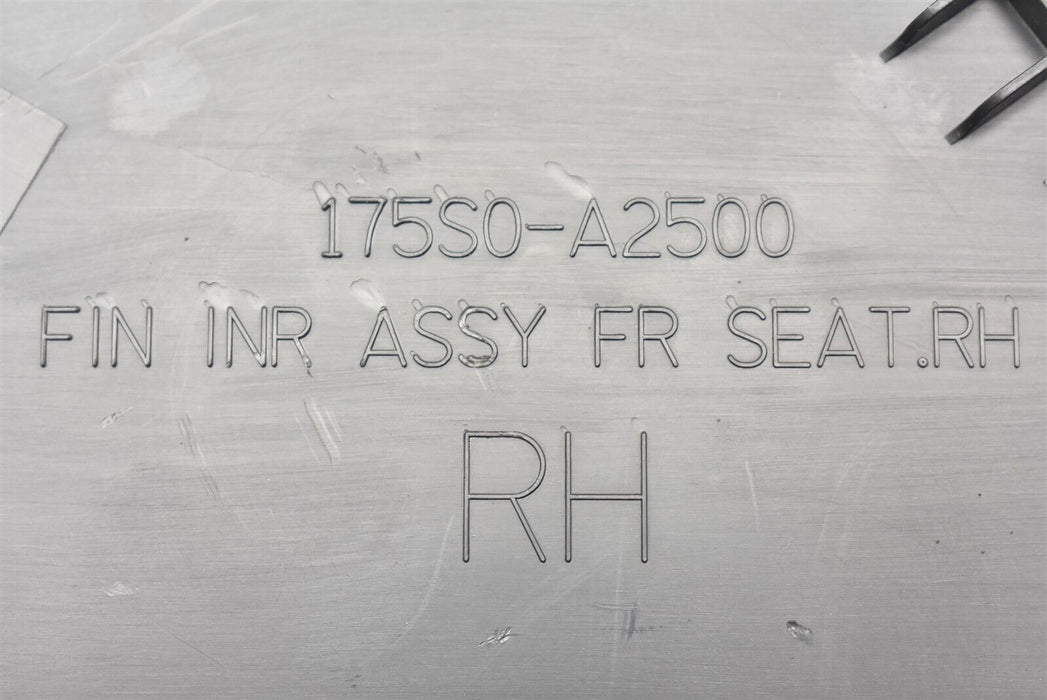 175S0-A2500
FIN INR ASSY FR SEAT.RH
RH